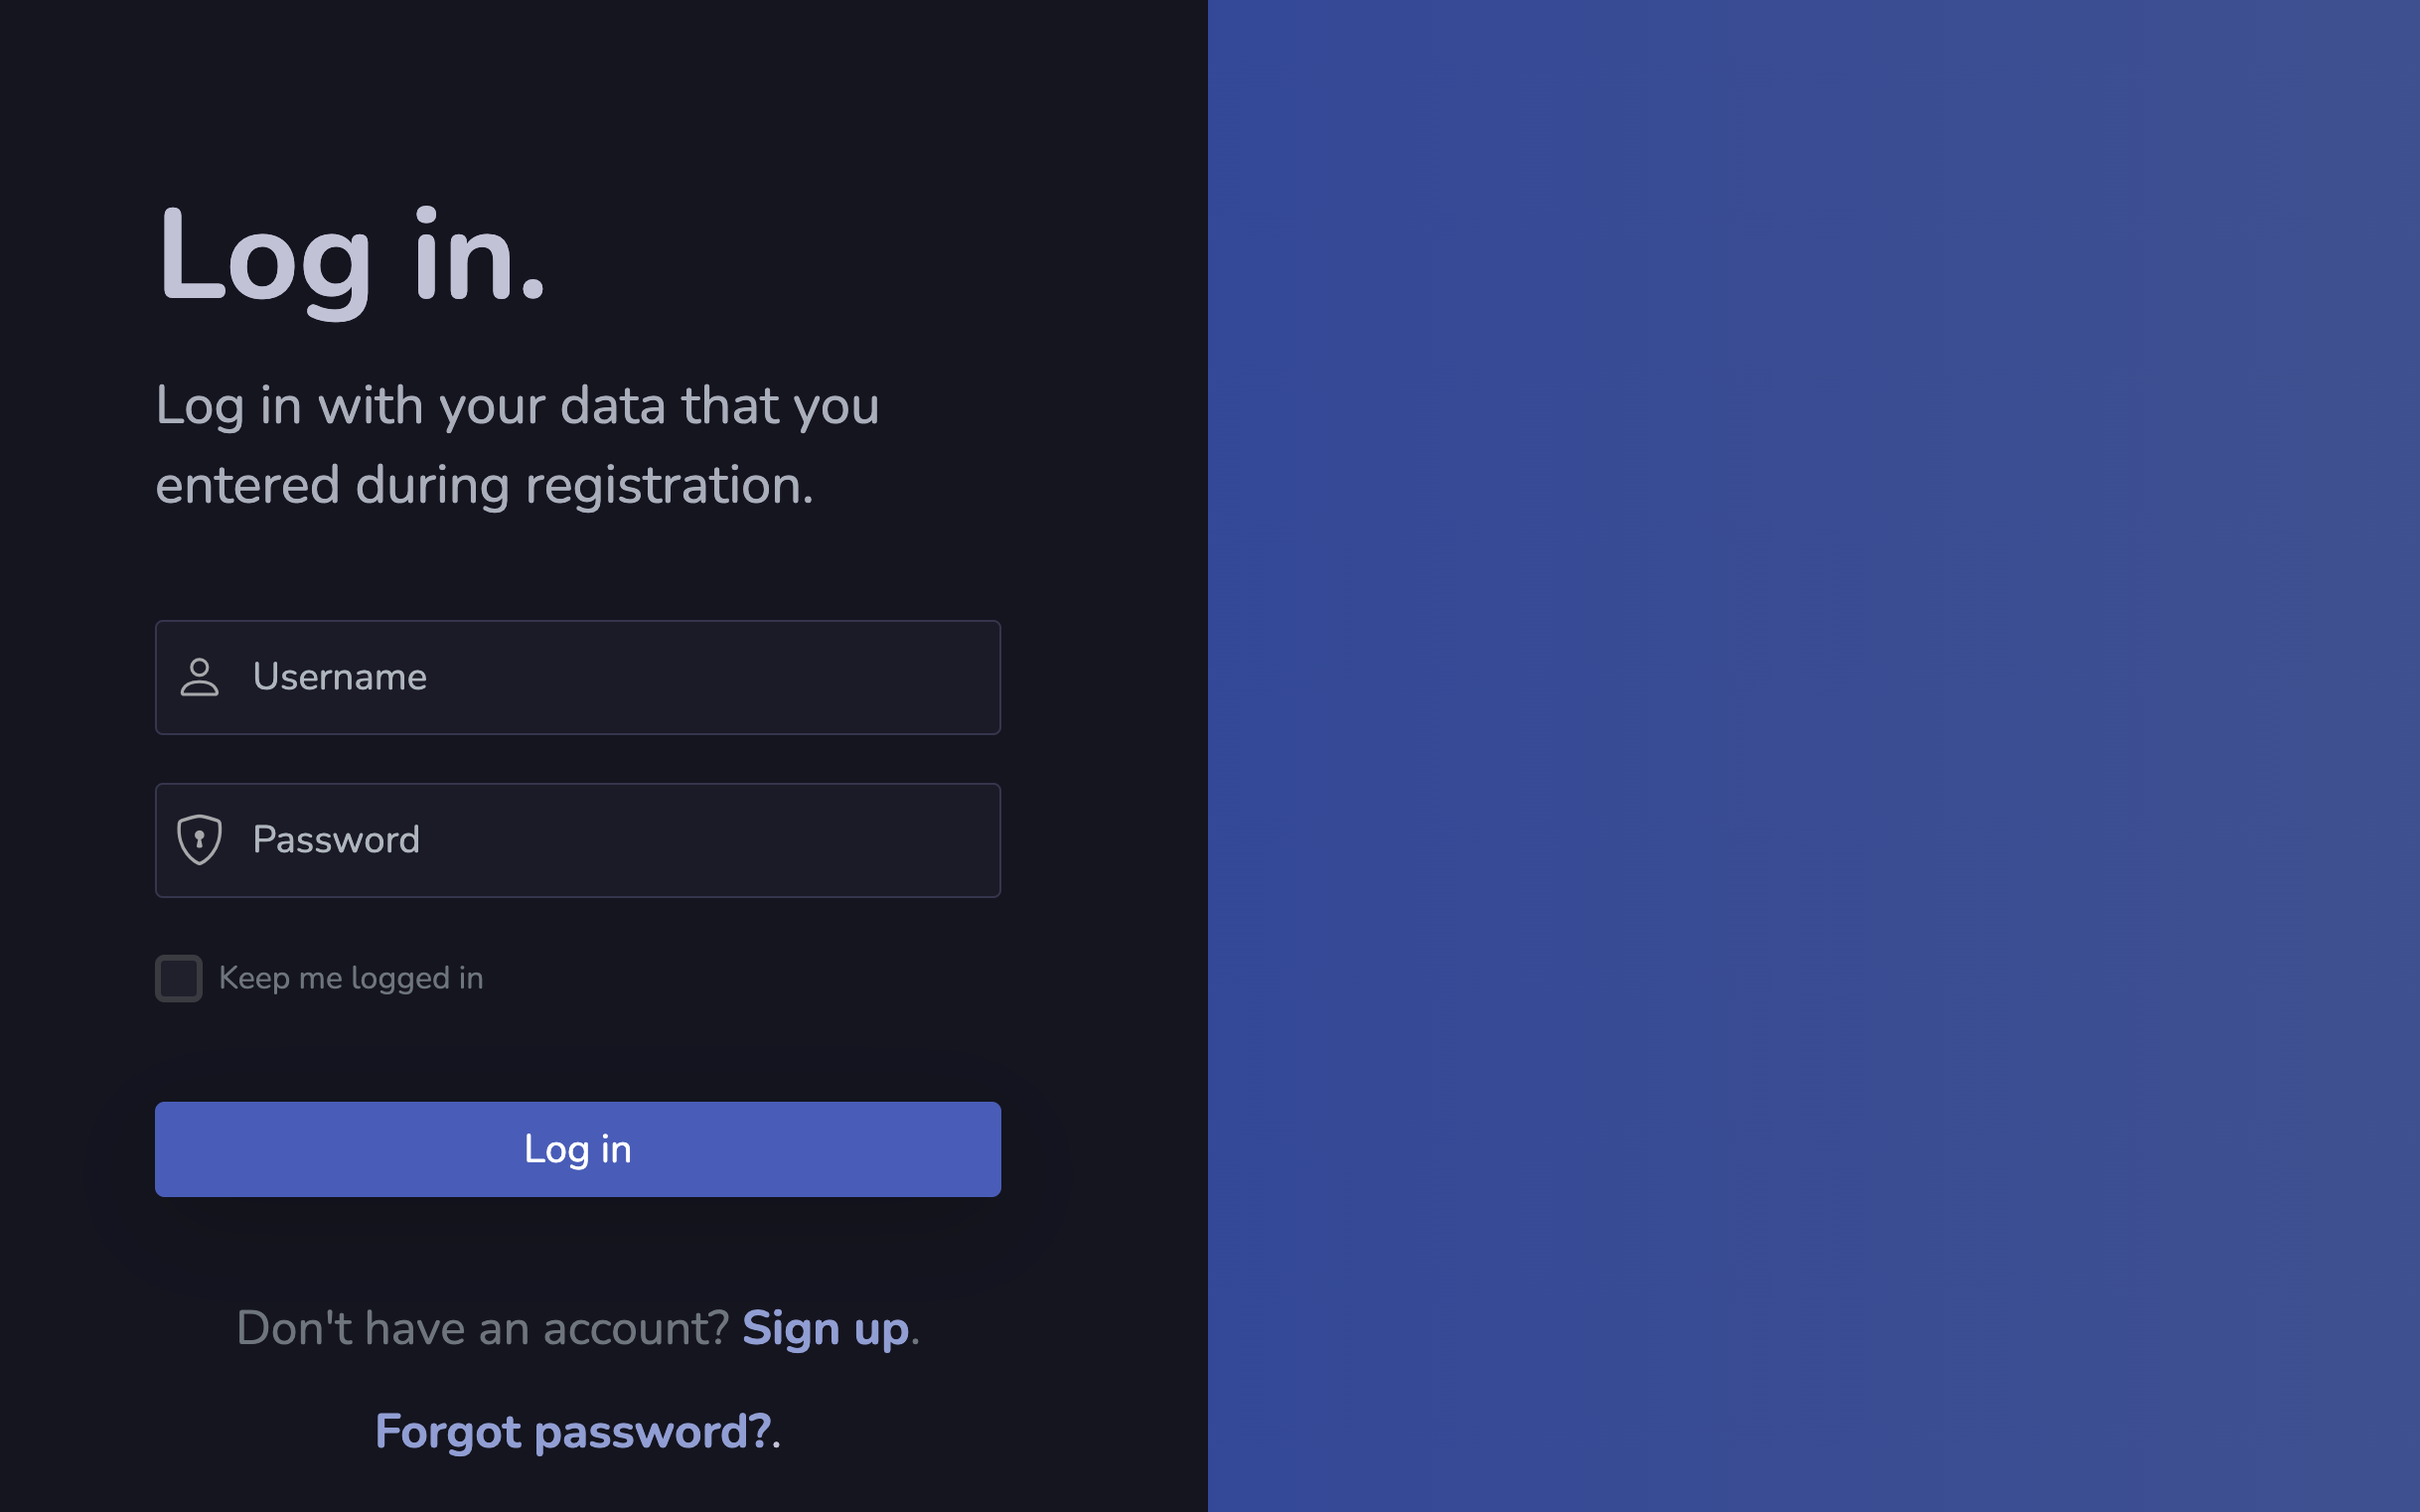 Log in.
Log in with your data that you
entered during registration.
Username
Password
Keep me logged in
Log in
Don't have an account? Sign up.
Forgot password?.